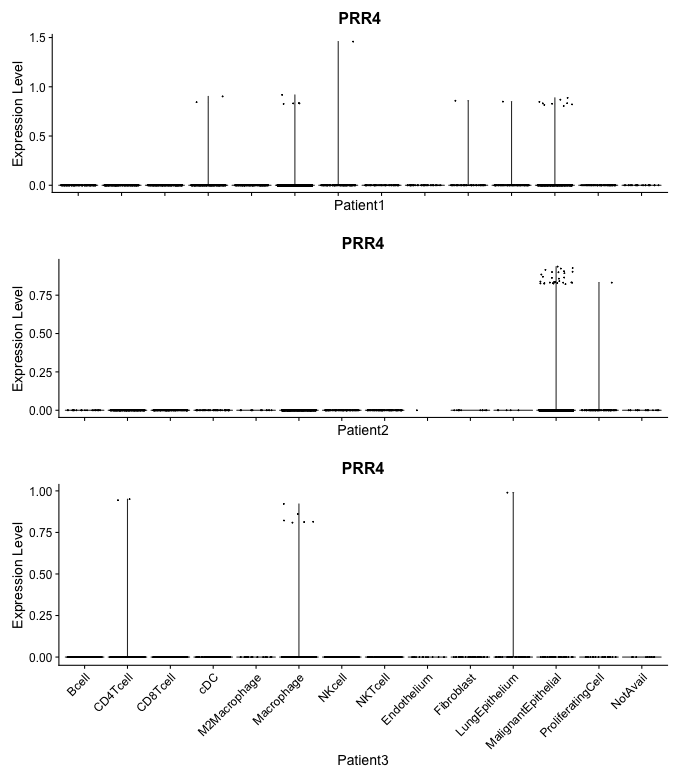 PRR4
Expression Level
1.5
1.0
0.5
0.0
Patient1
PRR4
Expression Level
0.75
0.50
0.25
0.00
Patient2
PRR4
Expression Level
1.00
0.75
0.50
0.25
0.00
Bcell
CD4Tcell
CD8Tcell
cDC
M2Macrophage
Macrophage
NKcell
NKTcell
Endothelium
Fibroblast
LungEpithelium
MalignantEpithelial
ProliferatingCell
NotAvail
Patient3